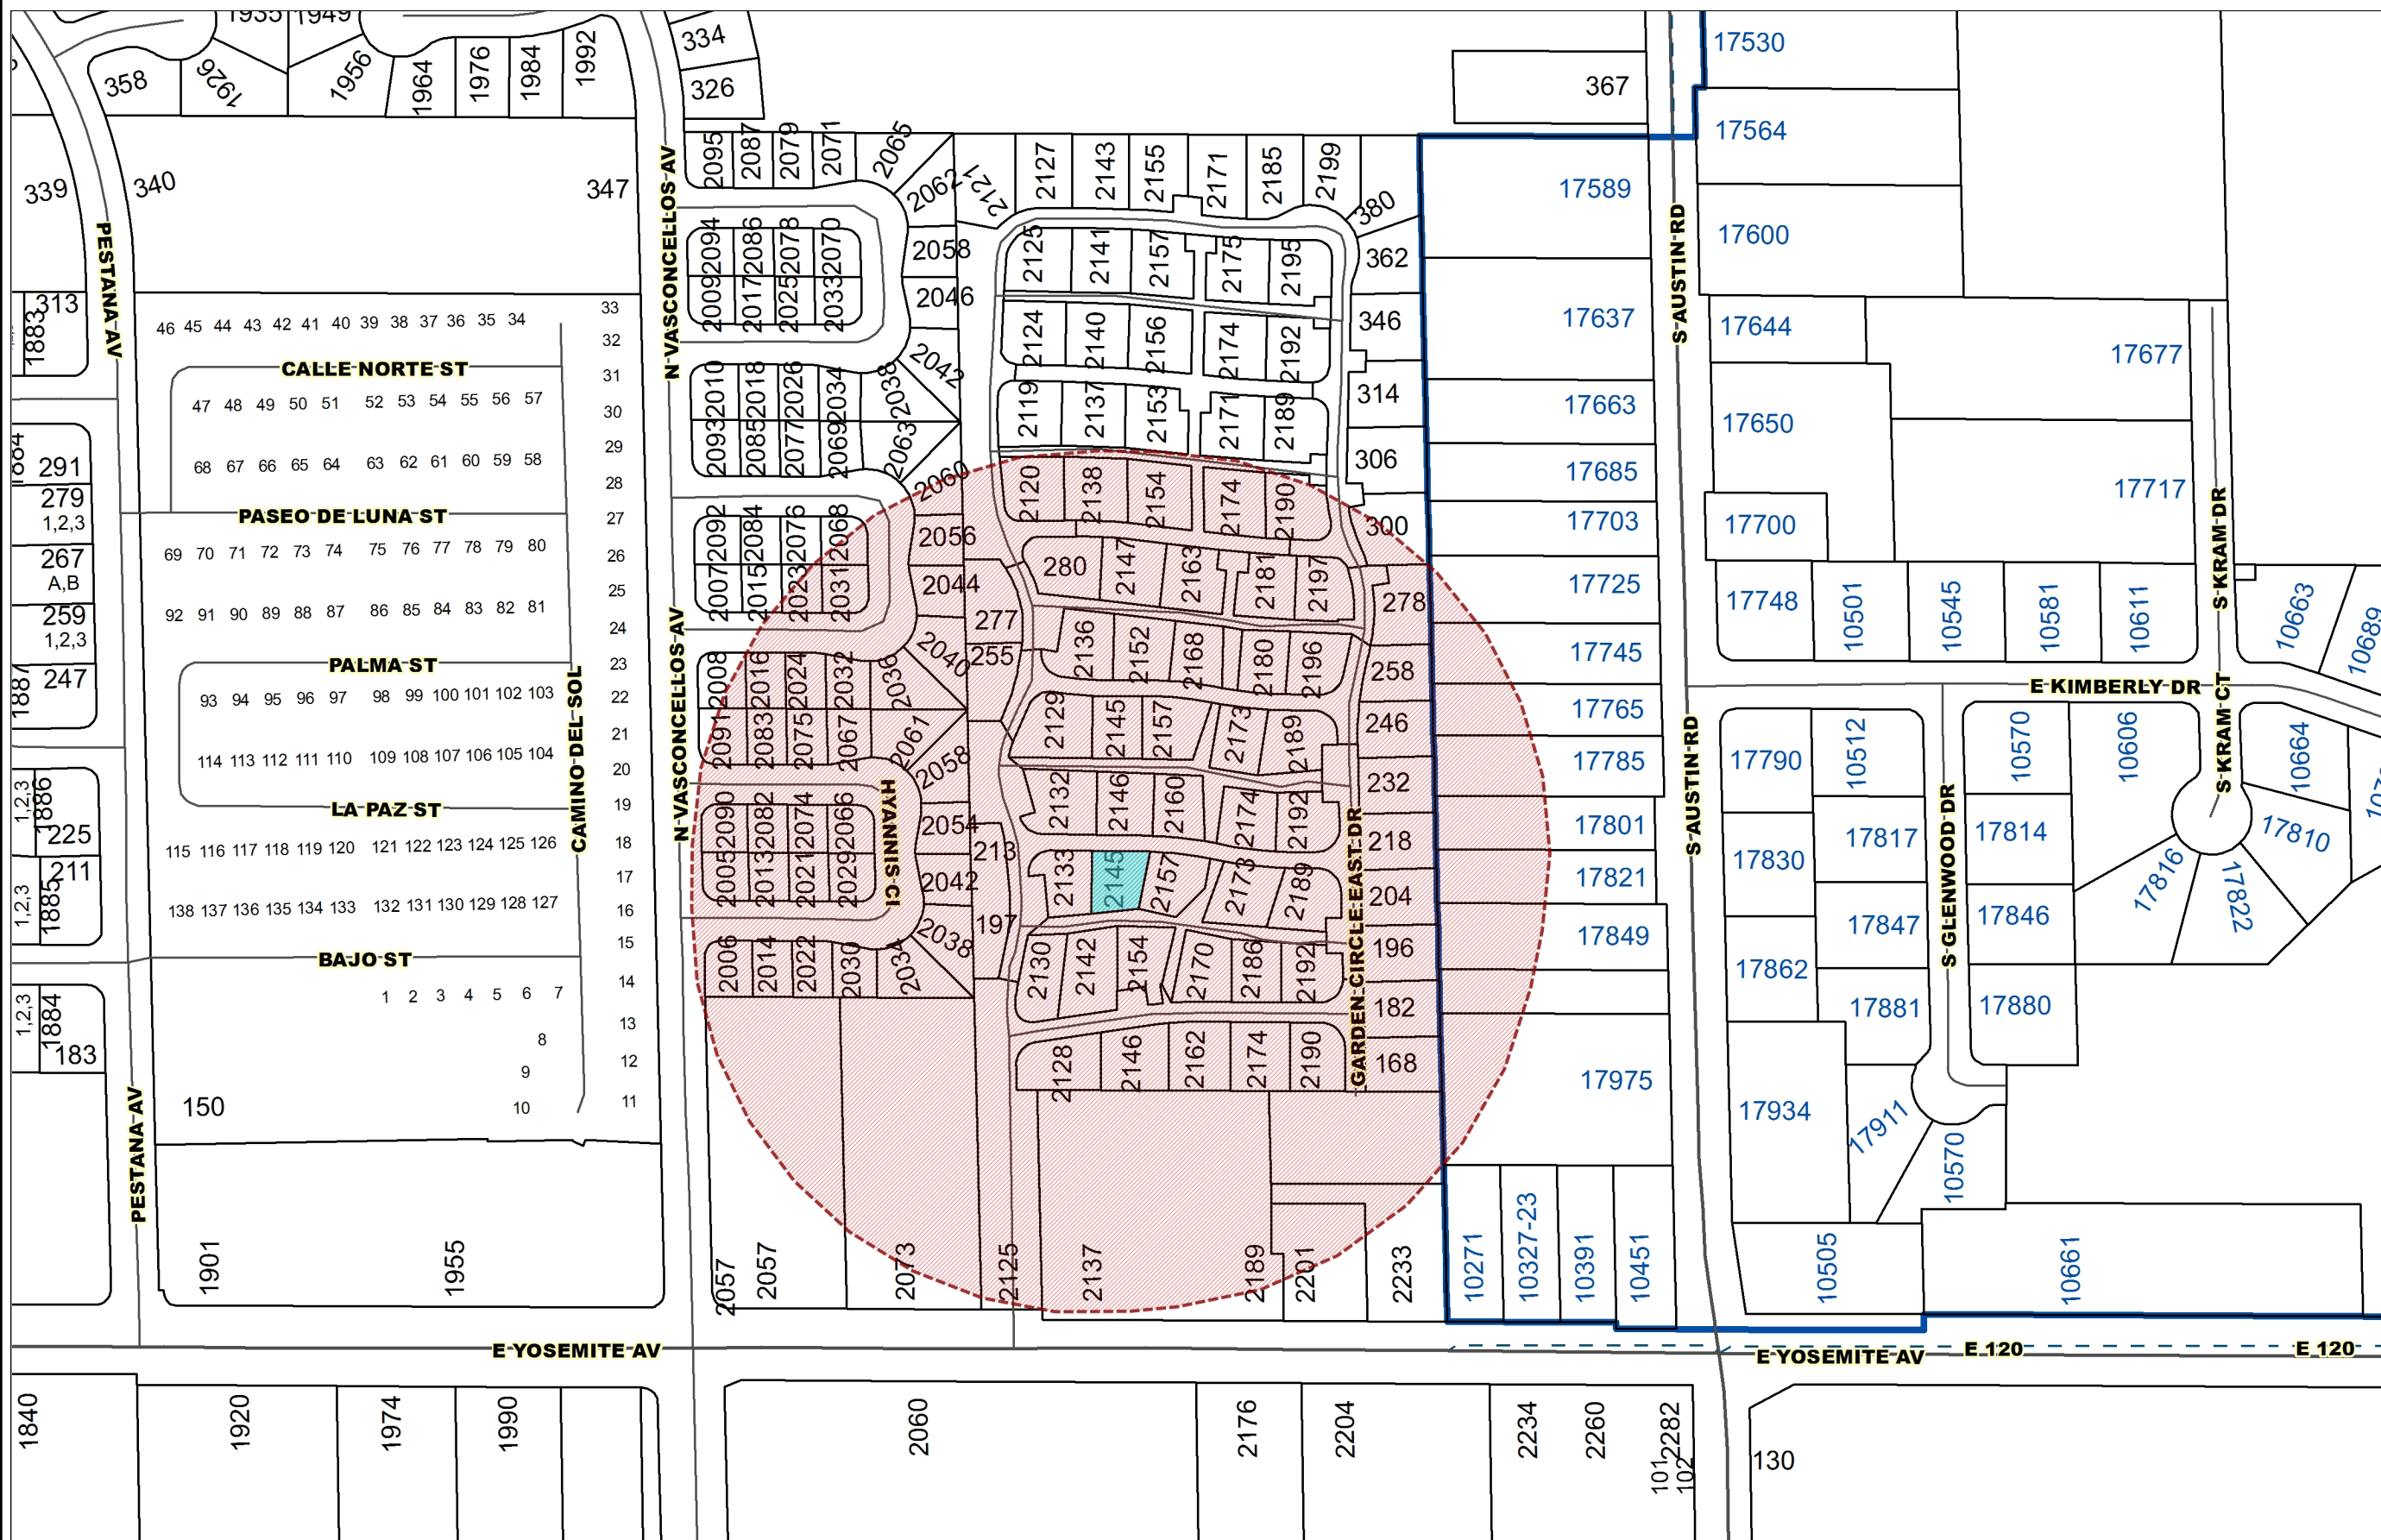 1935 1949
358 1926 1956 1964 1976 1984 1992
334
326
367
17530
17564
17600
339 340 347
PESTANA AV
N VASCONCELLOS AV
S AUSTIN RD
2095 2087 2079 2071 2065
2062 2121
2127 2143 2155 2171 2185 2199
380
17589
2094 2086 2078 2070
2058
2125 2141 2157 2175 2195
362
2009 2017 2025 2033
2046
2124 2140 2156 2174 2192
346
17637
17644
17677
313
1883
46 45 44 43 42 41 40 39 38 37 36 35 34
33
32
31
30
29
28
27
26
25
24
23
22
21
20
19
18
17
16
15
14
13
12
11
CALLE NORTE ST
47 48 49 50 51 52 53 54 55 56 57
68 67 66 65 64 63 62 61 60 59 58
PASEO DE LUNA ST
69 70 71 72 73 74 75 76 77 78 79 80
92 91 90 89 88 87 86 85 84 83 82 81
PALMA ST
93 94 95 96 97 98 99 100 101 102 103
114 113 112 111 110 109 108 107 106 105 104
LA PAZ ST
115 116 117 118 119 120 121 122 123 124 125 126
138 137 136 135 134 133 132 131 130 129 128 127
BAJO ST
1 2 3 4 5 6 7
8
9
10
150
CAMINO DEL SOL
291
279
1,2,3
267
A,B
259
1,2,3
247
1887
1,2,3
1886
225
211
1,2,3
1885
1,2,3
1884
183
PESTANA AV
1901 1955
2010 2018 2026 2034 2038
2042
2093 2085 2077 2069 2063
2060
2119 2137 2153 2171 2189
314
306
300
17663
17685
17703
17725
17745
17765
17785
17801
17821
17849
17975
2092 2084 2076 2068
2056
2120 2138 2154 2174 2190
2007 2015 2023 2031
2044
280 2147 2163 2181 2197
278
277
255
2136 2152 2168 2180 2196
258
N VASCONCELLOS AV
2008 2016 2024 2032 2036
2040
2091 2083 2075 2067 2061
2058
2129 2145 2157 2173 2189
246
232
2132 2146 2160 2174 2192
218
HYANNIS CI
2090 2082 2074 2066
2054
213
2005 2013 2021 2029
2042
2133 2145 2157 2173 2189
204
197
2038
196
2006 2014 2022 2030
2130 2142 2154 2170 2186 2192
182
GARDEN CIRCLE EAST DR
2128 2146 2162 2174 2190
168
2057 2057 2073 2125 2137 2189 2201 2233
10271 10327-23 10391 10451
17650
17700
17717
S KRAM DR
17748 10501 10545 10581 10611
10663 10689
E KIMBERLY DR
S KRAM CT
S AUSTIN RD
17790 10512
10570 10606 10664
17830 17817
S GLENWOOD DR
17814
17810
17816 17822
17847 17846
17862
17881 17880
17934 17911
10570
10505 10661
E YOSEMITE AV
E YOSEMITE AV
E 120
E 120
1840 1920 1974 1990
2060 2176 2204 2234 2260 2282
101
102
130